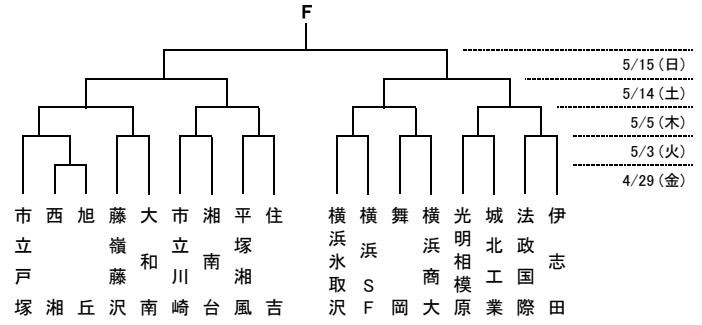 F
5/15(日)
5/14(土)
5/5(木)
5/3(火)
4/29(金)
市立戸塚
西湘
旭丘
藤嶺藤沢
大和南
市立川崎
湘南台
平塚湘風
住吉
横浜氷取沢
横浜SF
舞岡
横浜商大
光明相模原
城北工業
法政国際
伊志田